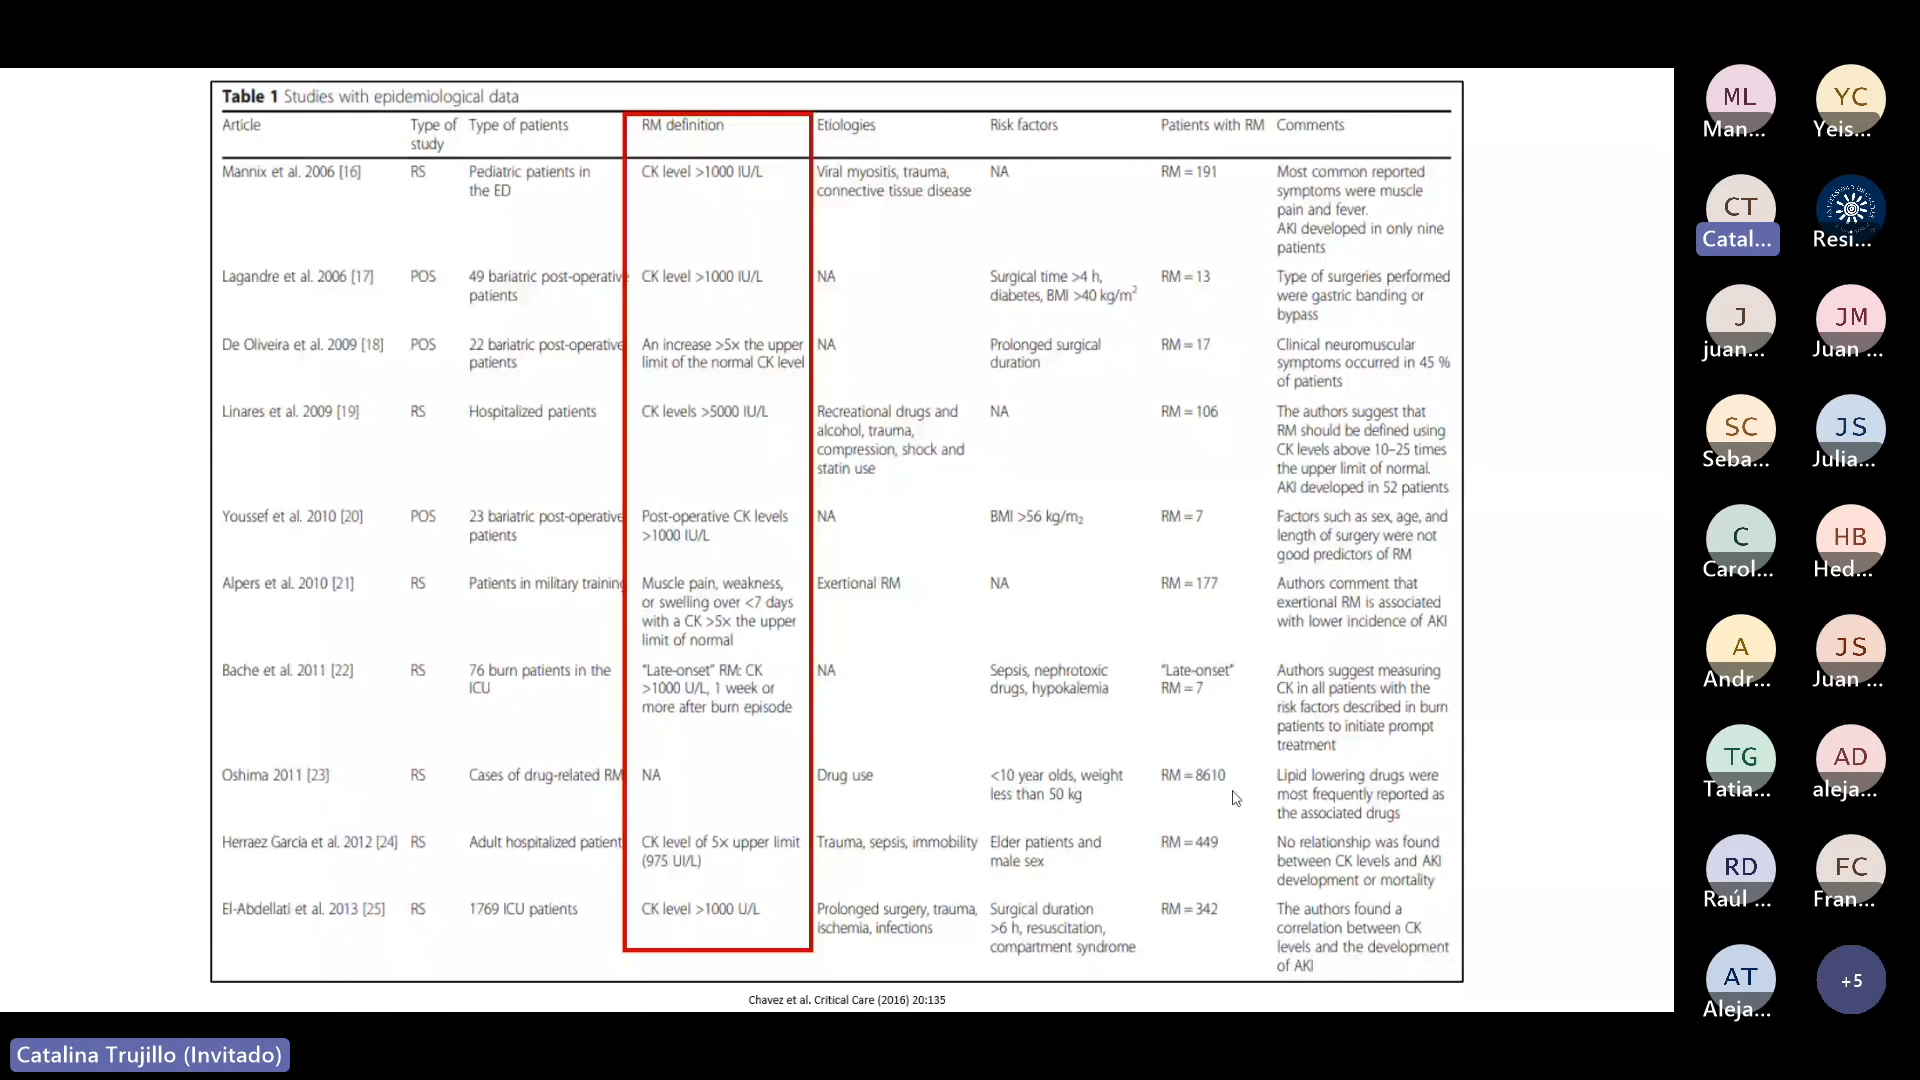 Table 1 Studies with epidemiological data
Article Type of study Type of patients RM definition Etiologies Risk factors Patients with RM Comments
Mannix et al. 2006 [16] RS Pediatric patients in the ED CK level >1000 IU/L Viral myositis, trauma, connective tissue disease NA RM = 191 Most common reported symptoms were muscle pain and fever. AKI developed in only nine patients
Lagandre et al. 2006 [17] POS 49 bariatric post-operative patients CK level >1000 IU/L NA Surgical time >4 h, diabetes, BMI >40 kg/m2 RM = 13 Type of surgeries performed were gastric banding or bypass
De Oliveira et al. 2009 [18] POS 22 bariatric post-operative patients An increase >5x the upper limit of the normal CK level NA Prolonged surgical duration RM = 17 Clinical neuromuscular symptoms occurred in 45 % of patients
Linares et al. 2009 [19] RS Hospitalized patients CK levels >5000 IU/L Recreational drugs and alcohol, trauma, compression, shock and statin use NA RM = 106 The authors suggest that RM should be defined using CK levels above 10–25 times the upper limit of normal. AKI developed in 52 patients
Youssef et al. 2010 [20] POS 23 bariatric post-operative patients Post-operative CK levels >1000 IU/L NA BMI >56 kg/m2 RM = 7 Factors such as sex, age, and length of surgery were not good predictors of RM
Alpers et al. 2010 [21] RS Patients in military training Muscle pain, weakness, or swelling over <7 days with a CK >5x the upper limit of normal Exertional RM NA RM = 177 Authors comment that exertional RM is associated with lower incidence of AKI
Bache et al. 2011 [22] RS 76 burn patients in the ICU "Late-onset" RM: CK >1000 U/L, 1 week or more after burn episode NA Sepsis, nephrotoxic drugs, hypokalemia "Late-onset" RM = 7 Authors suggest measuring CK in all patients with the risk factors described in burn patients to initiate prompt treatment
Oshima 2011 [23] RS Cases of drug-related RM NA Drug use <10 year olds, weight less than 50 kg RM = 8610 Lipid lowering drugs were most frequently reported as the associated drugs
Herraez Garcia et al. 2012 [24] RS Adult hospitalized patient CK level of 5x upper limit (975 UI/L) Trauma, sepsis, immobility Elder patients and male sex RM = 449 No relationship was found between CK levels and AKI development or mortality
El-Abdellati et al. 2013 [25] RS 1769 ICU patients CK level >1000 U/L Prolonged surgery, trauma, ischemia, infections Surgical duration >6 h, resuscitation, compartment syndrome RM = 342 The authors found a correlation between CK levels and the development of AKI
Chavez et al. Critical Care (2016) 20:135
Catalina Trujillo (Invitado)
ML YC
Man... Yeis...
CT
Catal... Resi...
J JM
juan... Juan ...
SC JS
Seba... Julia...
C HB
Carol... Hed...
A JS
Andr... Juan ...
TG AD
Tatia... aleja...
RD FC
Raúl ... Fran...
AT +5
Aleja...